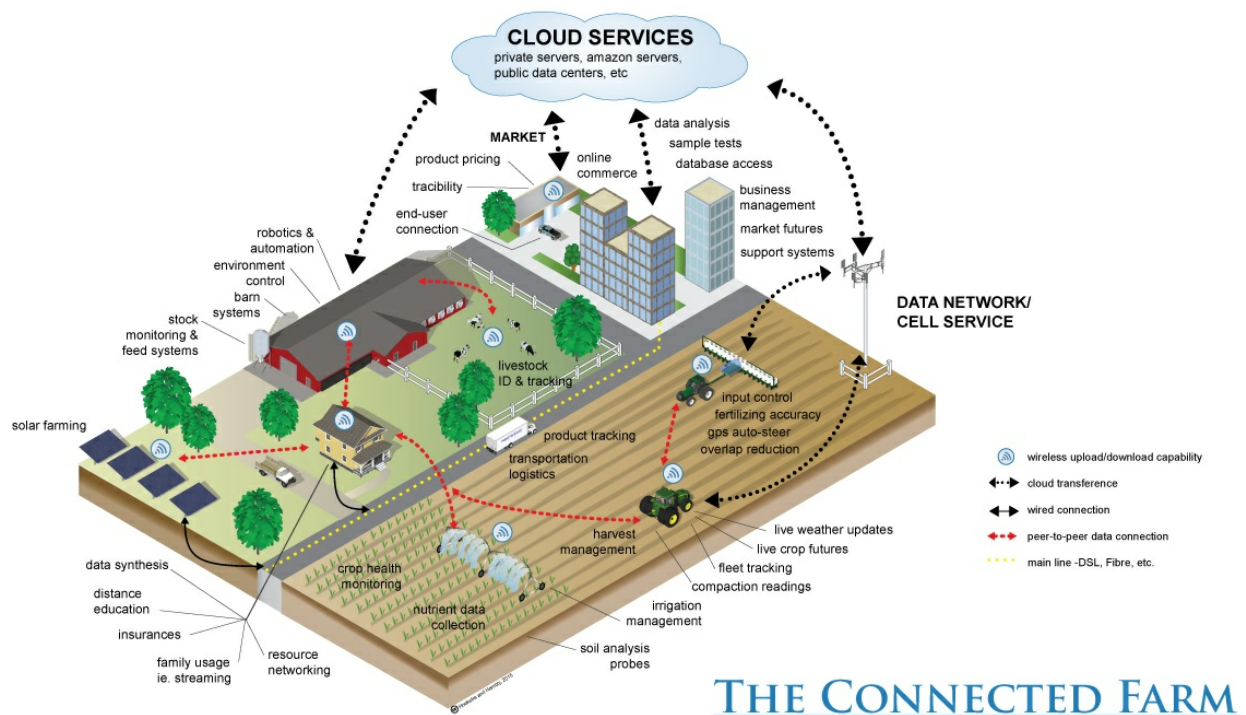 CLOUD SERVICES
private servers, amazon servers,
public data centers, etc
MARKET
product pricing
tracibility
end-user
connection
online
commerce
data analysis
sample tests
database access
business
management
market futures
support systems
robotics &
automation
environment
control
barn
systems
stock
monitoring &
feed systems
livestock
ID & tracking
DATA NETWORK/
CELL SERVICE
solar farming
product tracking
transportation
logistics
input control
fertilizing accuracy
gps auto-steer
overlap reduction
harvest
management
live weather updates
live crop futures
fleet tracking
compaction readings
crop health
monitoring
nutrient data
collection
irrigation
management
soil analysis
probes
data synthesis
distance
education
insurances
family usage
ie. streaming
resource
networking
wireless upload/download capability
cloud transference
wired connection
peer-to-peer data connection
main line -DSL, Fibre, etc.
THE CONNECTED FARM